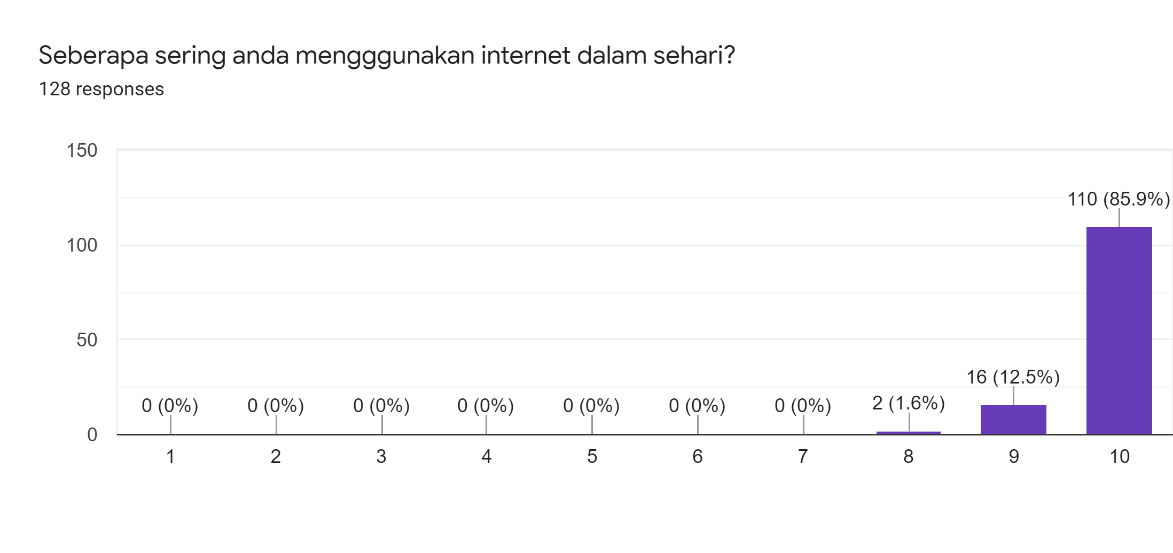 Seberapa sering anda mengggunakan internet dalam sehari?
128 responses
150
100
50
0
0 (0%) 0 (0%) 0 (0%) 0 (0%) 0 (0%) 0 (0%) 0 (0%) 2 (1.6%) 16 (12.5%) 110 (85.9%)
1 2 3 4 5 6 7 8 9 10